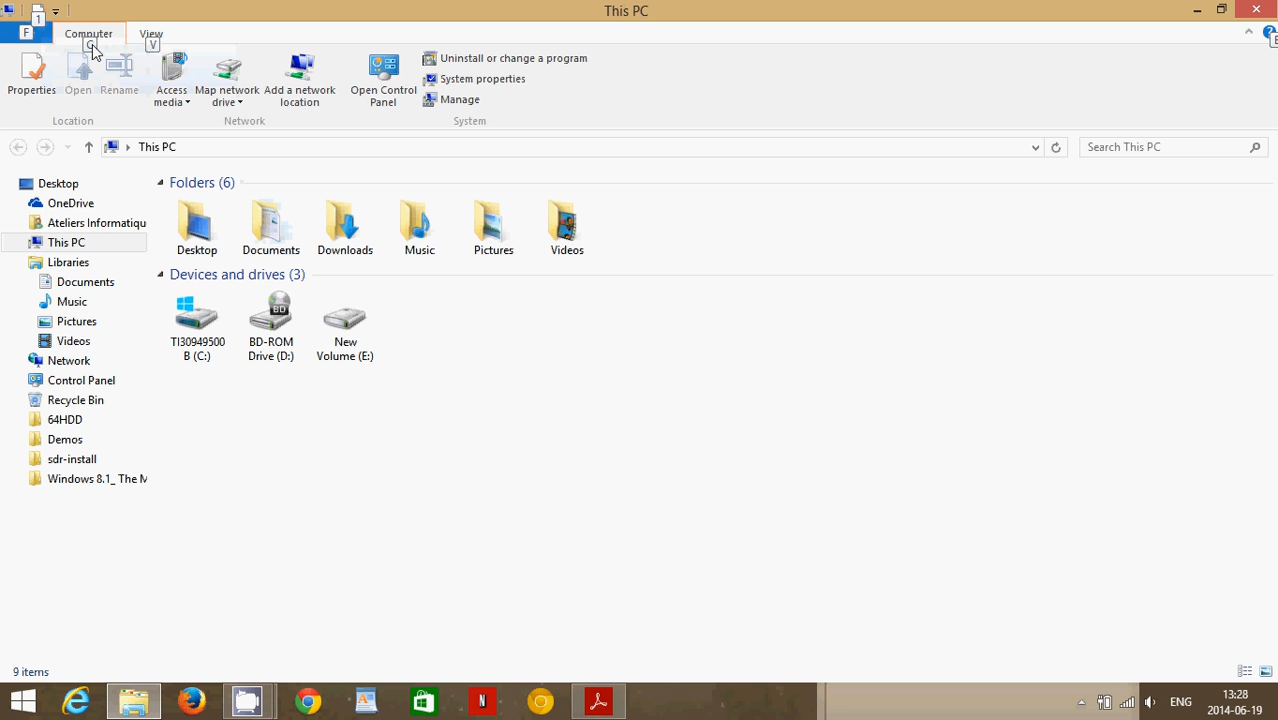 This PC
1
F
Computer
View
C
V
Properties
Open
Rename
Access media
Map network drive
Add a network location
Open Control Panel
Uninstall or change a program
System properties
Manage
Location
Network
System
This PC
Search This PC
Desktop
OneDrive
Ateliers Informatiqu
This PC
Libraries
Documents
Music
Pictures
Videos
Network
Control Panel
Recycle Bin
64HDD
Demos
sdr-install
Windows 8.1_ The M
Folders (6)
Desktop
Documents
Downloads
Music
Pictures
Videos
Devices and drives (3)
TI30949500
B (C:)
BD-ROM
Drive (D:)
New
Volume (E:)
9 items
ENG
13:28
2014-06-19